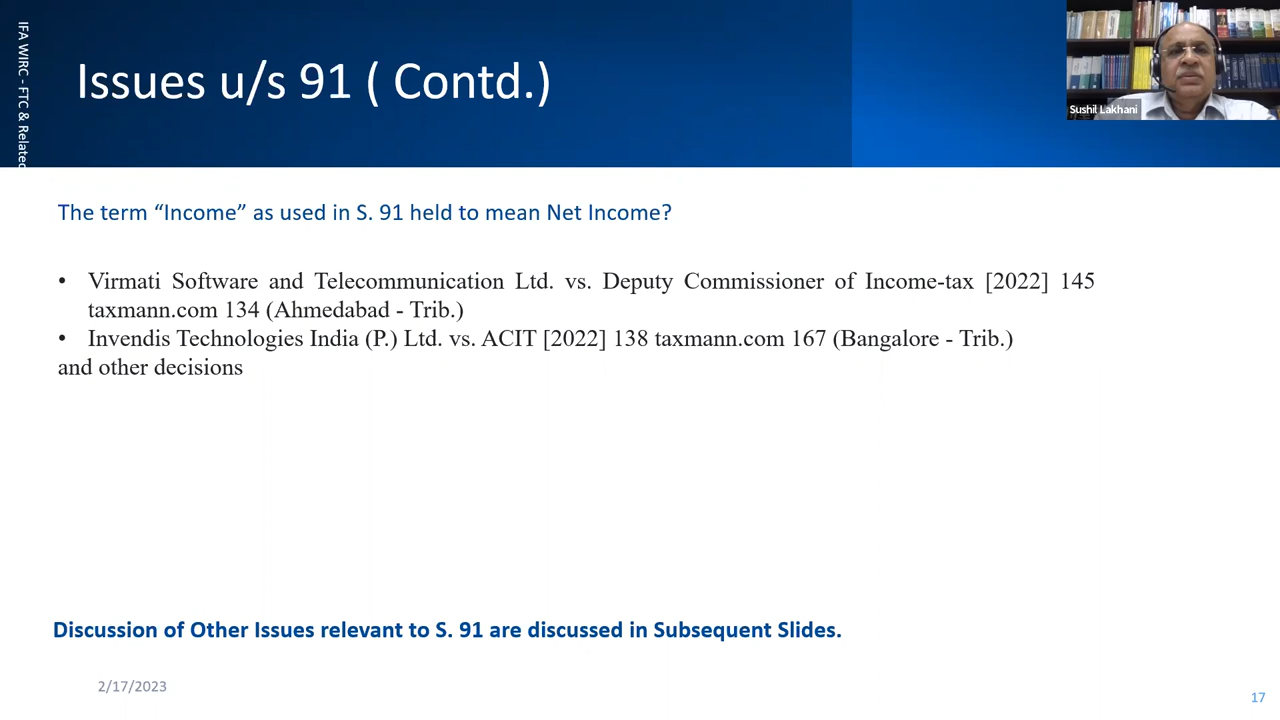 IFA WIRC - FTC & Related
Issues u/s 91 ( Contd.)
Sushil Lakhani
The term “Income” as used in S. 91 held to mean Net Income?
• Virmati Software and Telecommunication Ltd. vs. Deputy Commissioner of Income-tax [2022] 145
taxmann.com 134 (Ahmedabad - Trib.)
• Invendis Technologies India (P.) Ltd. vs. ACIT [2022] 138 taxmann.com 167 (Bangalore - Trib.)
and other decisions
Discussion of Other Issues relevant to S. 91 are discussed in Subsequent Slides.
2/17/2023
17